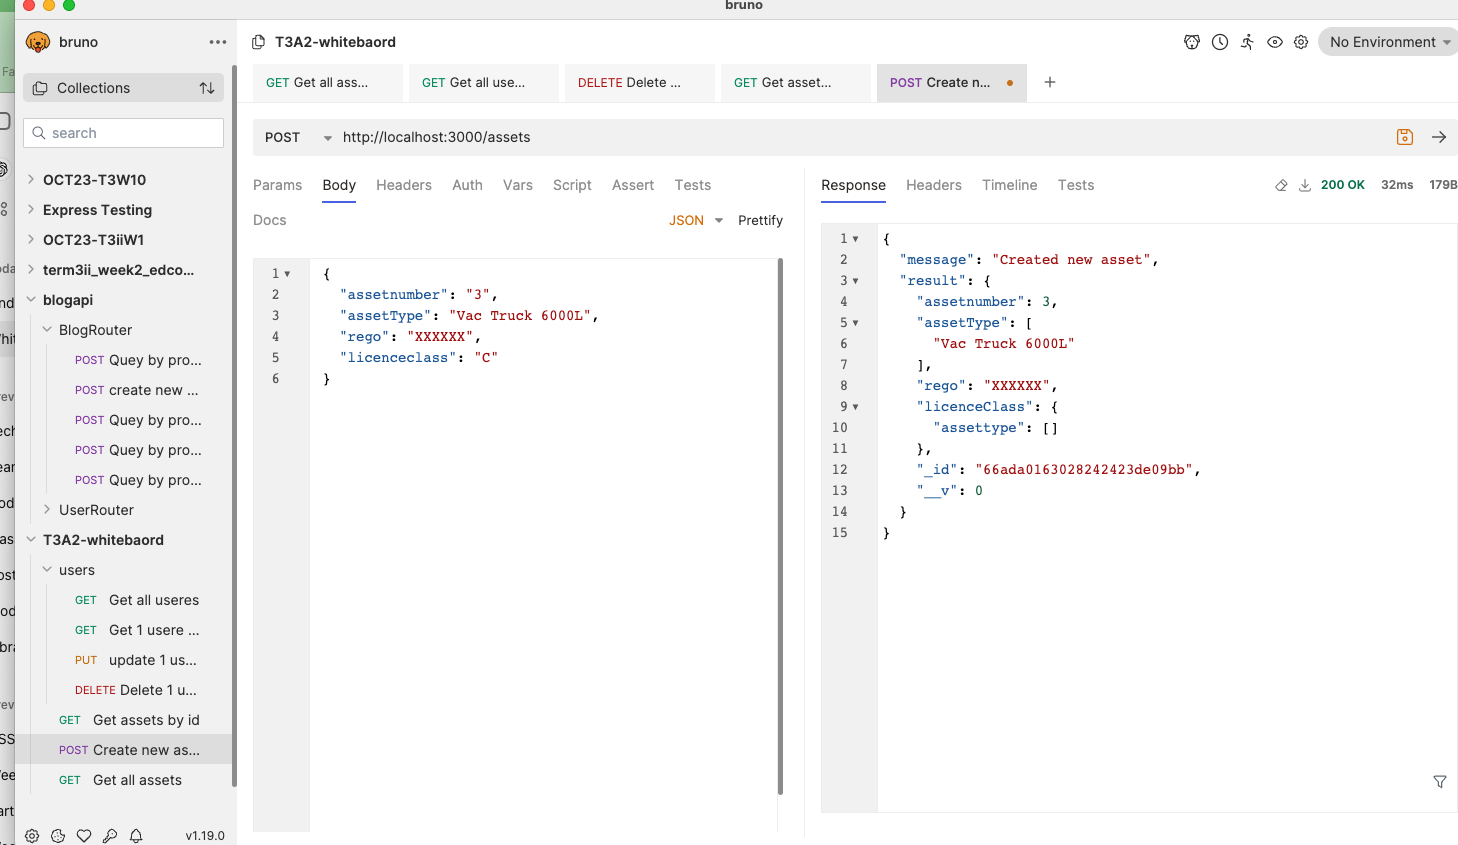 bruno
bruno
T3A2-whitebaord
No Environment
Collections
GET Get all ass...
GET Get all use...
DELETE Delete ...
GET Get asset...
POST Create n...
search
POST
http://localhost:3000/assets
Params
Body
Headers
Auth
Vars
Script
Assert
Tests
Docs
JSON
Prettify
Response
Headers
Timeline
Tests
200 OK
32ms
179B
OCT23-T3W10
Express Testing
OCT23-T3iiW1
term3ii_week2_edco...
blogapi
BlogRouter
POST Quey by pro...
POST create new ...
POST Quey by pro...
POST Quey by pro...
POST Quey by pro...
UserRouter
T3A2-whitebaord
users
GET Get all useres
GET Get 1 usere ...
PUT update 1 us...
DELETE Delete 1 u...
GET Get assets by id
POST Create new as...
GET Get all assets
v1.19.0
1 {
2 "assetnumber": "3",
3 "assetType": "Vac Truck 6000L",
4 "rego": "XXXXXX",
5 "licenceclass": "C"
6 }
1 {
2 "message": "Created new asset",
3 "result": {
4 "assetnumber": 3,
5 "assetType": [
6 "Vac Truck 6000L"
7 ],
8 "rego": "XXXXXX",
9 "licenceClass": {
10 "assettype": []
11 },
12 "_id": "66ada0163028242423de09bb",
13 "__v": 0
14 }
15 }